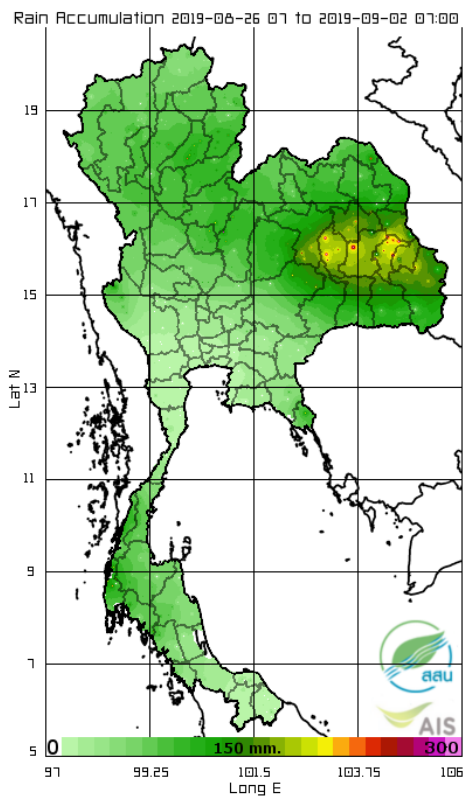 Rain Accumulation 2019-08-26 07 to 2019-09-02 07:00
19
17
15
13
11
9
7
5
Lat N
สสน
AIS
0 150 mm. 300
97 99.25 101.5 103.75 106
Long E